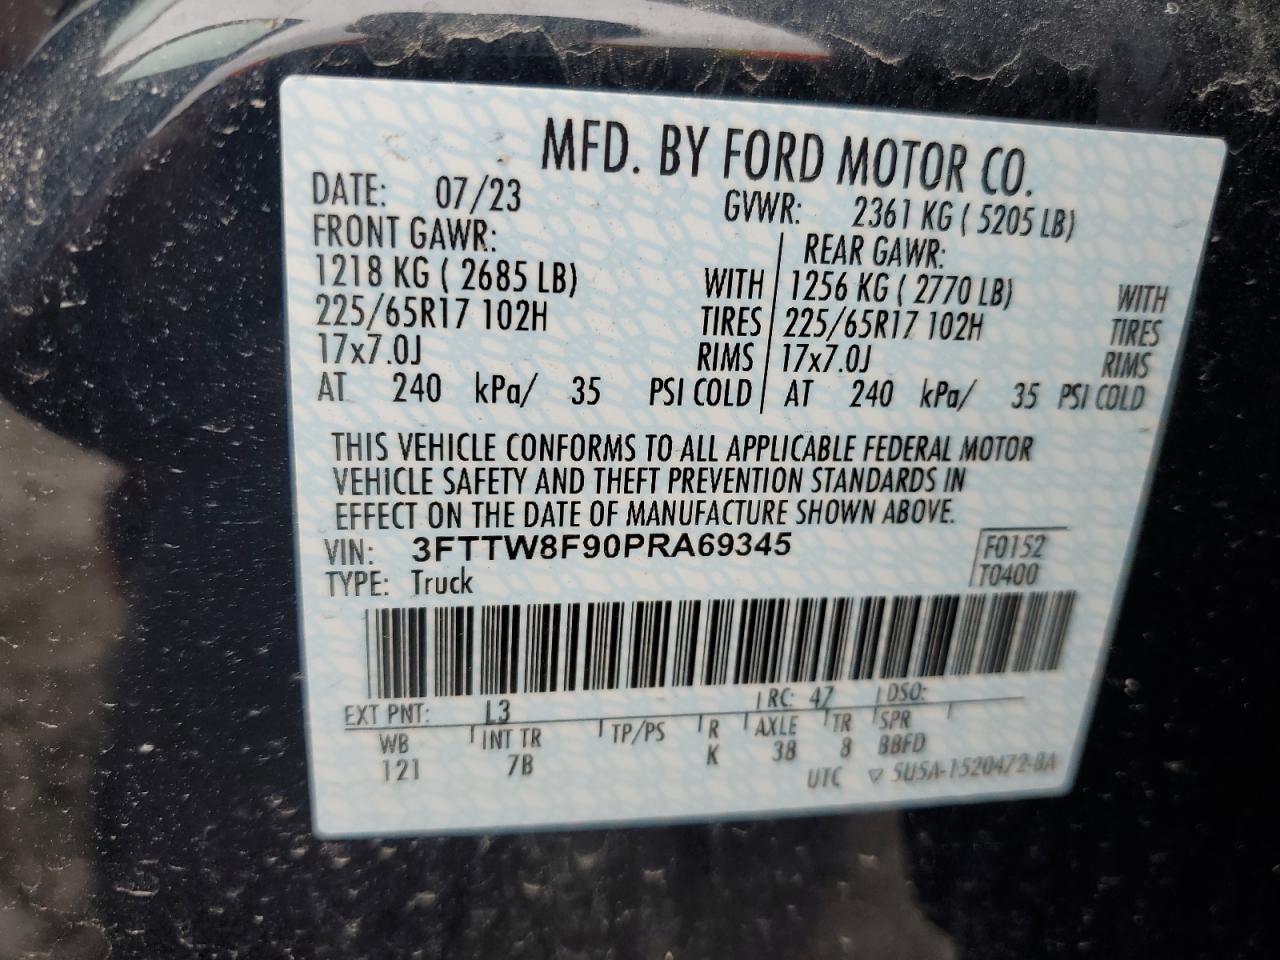 MFD. BY FORD MOTOR CO.
DATE: 07/23 GVWR: 2361 KG ( 5205 LB)
FRONT GAWR: REAR GAWR:
1218 KG ( 2685 LB) WITH 1256 KG ( 2770 LB) WITH
225/65R17 102H TIRES 225/65R17 102H TIRES
17x7.0J RIMS 17x7.0J RIMS
AT 240 kPa/ 35 PSI COLD AT 240 kPa/ 35 PSI COLD
THIS VEHICLE CONFORMS TO ALL APPLICABLE FEDERAL MOTOR
VEHICLE SAFETY AND THEFT PREVENTION STANDARDS IN
EFFECT ON THE DATE OF MANUFACTURE SHOWN ABOVE.
VIN: 3FTTW8F90PRA69345 F0152
TYPE: Truck T0400
EXT PNT: L3 RC: 47 DSO:
WB INT TR TP/PS R AXLE TR SPR
121 7B K 38 8 BBFD
UTC ▽ 5U5A-1520472-BA